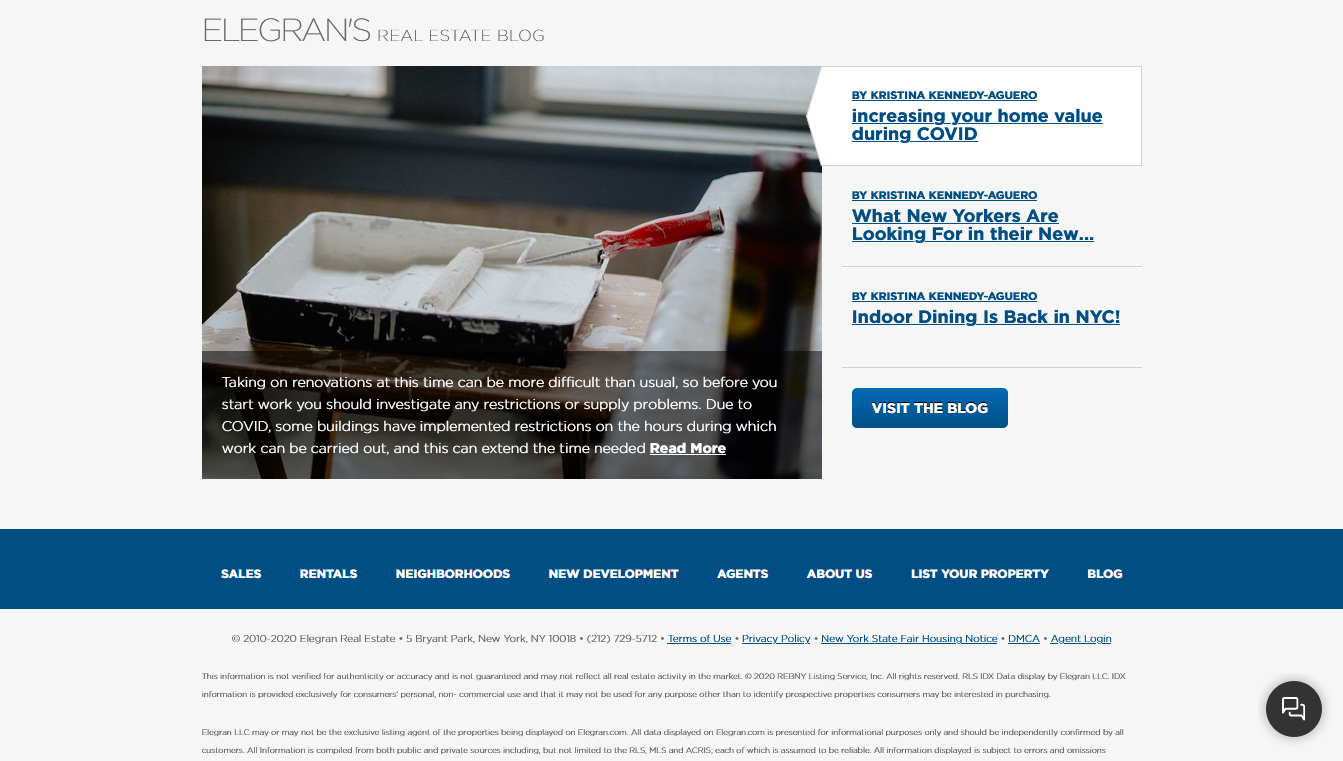 ELEGRAN'S REAL ESTATE BLOG
BY KRISTINA KENNEDY-AGUERO
increasing your home value
during COVID
BY KRISTINA KENNEDY-AGUERO
What New Yorkers Are
Looking For in their New...
BY KRISTINA KENNEDY-AGUERO
Indoor Dining Is Back in NYC!
VISIT THE BLOG
Taking on renovations at this time can be more difficult than usual, so before you
start work you should investigate any restrictions or supply problems. Due to
COVID, some buildings have implemented restrictions on the hours during which
work can be carried out, and this can extend the time needed Read More
SALES RENTALS NEIGHBORHOODS NEW DEVELOPMENT AGENTS ABOUT US LIST YOUR PROPERTY BLOG
© 2010-2020 Elegran Real Estate • 5 Bryant Park, New York, NY 10018 • (212) 729-5712 • Terms of Use • Privacy Policy • New York State Fair Housing Notice • DMCA • Agent Login
This information is not verified for authenticity or accuracy and is not guaranteed and may not reflect all real estate activity in the market. © 2020 REBNY Listing Service, Inc. All rights reserved. RLS IDX Data display by Elegran LLC. IDX
information is provided exclusively for consumers' personal, non- commercial use and that it may not be used for any purpose other than to identify prospective properties consumers may be interested in purchasing.
Elegran LLC may or may not be the exclusive listing agent of the properties being displayed on Elegran.com. All data displayed on Elegran.com is presented for informational purposes only and should be independently confirmed by all
customers. All Information is compiled from both public and private sources including, but not limited to the RLS, MLS and ACRIS; each of which is assumed to be reliable. All information displayed is subject to errors and omissions